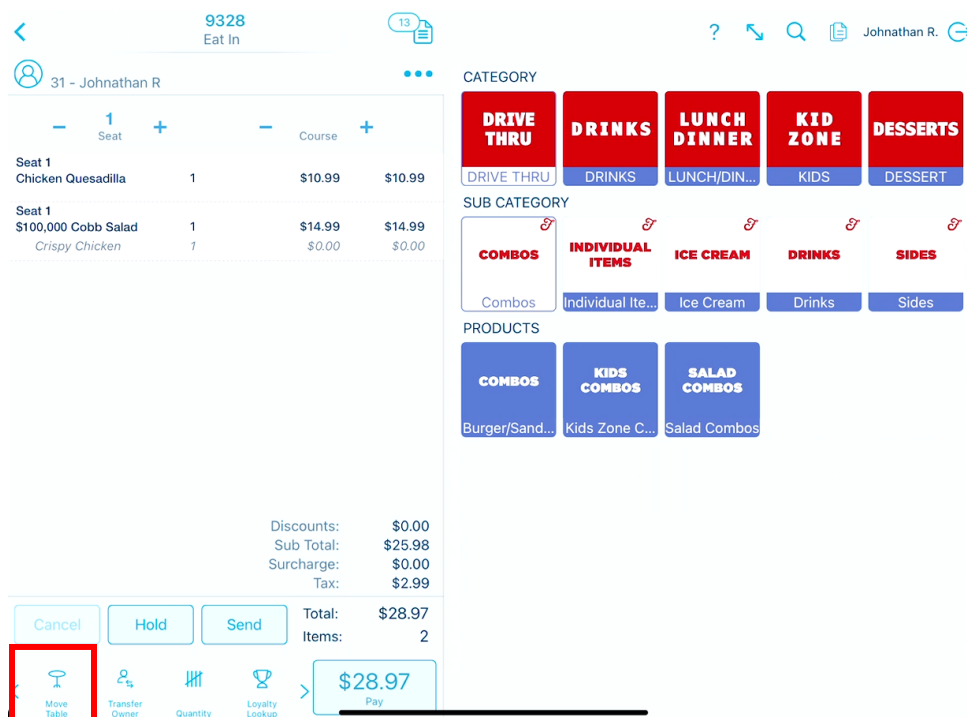 9328
Eat In
13
?
Johnathan R.
31 - Johnathan R
1
Seat
Course
Seat 1
Chicken Quesadilla 1 $10.99 $10.99
Seat 1
$100,000 Cobb Salad 1 $14.99 $14.99
Crispy Chicken 1 $0.00 $0.00
Discounts: $0.00
Sub Total: $25.98
Surcharge: $0.00
Tax: $2.99
Cancel
Hold
Send
Total: $28.97
Items: 2
Move
Table
Transfer
Owner
Quantity
Loyalty
Lookup
$28.97
Pay
CATEGORY
DRIVE
THRU
DRIVE THRU
DRINKS
DRINKS
LUNCH
DINNER
LUNCH/DIN...
KID
ZONE
KIDS
DESSERTS
DESSERT
SUB CATEGORY
COMBOS
Combos
INDIVIDUAL
ITEMS
Individual Ite...
ICE CREAM
Ice Cream
DRINKS
Drinks
SIDES
Sides
PRODUCTS
COMBOS
Burger/Sand...
KIDS
COMBOS
Kids Zone C...
SALAD
COMBOS
Salad Combos